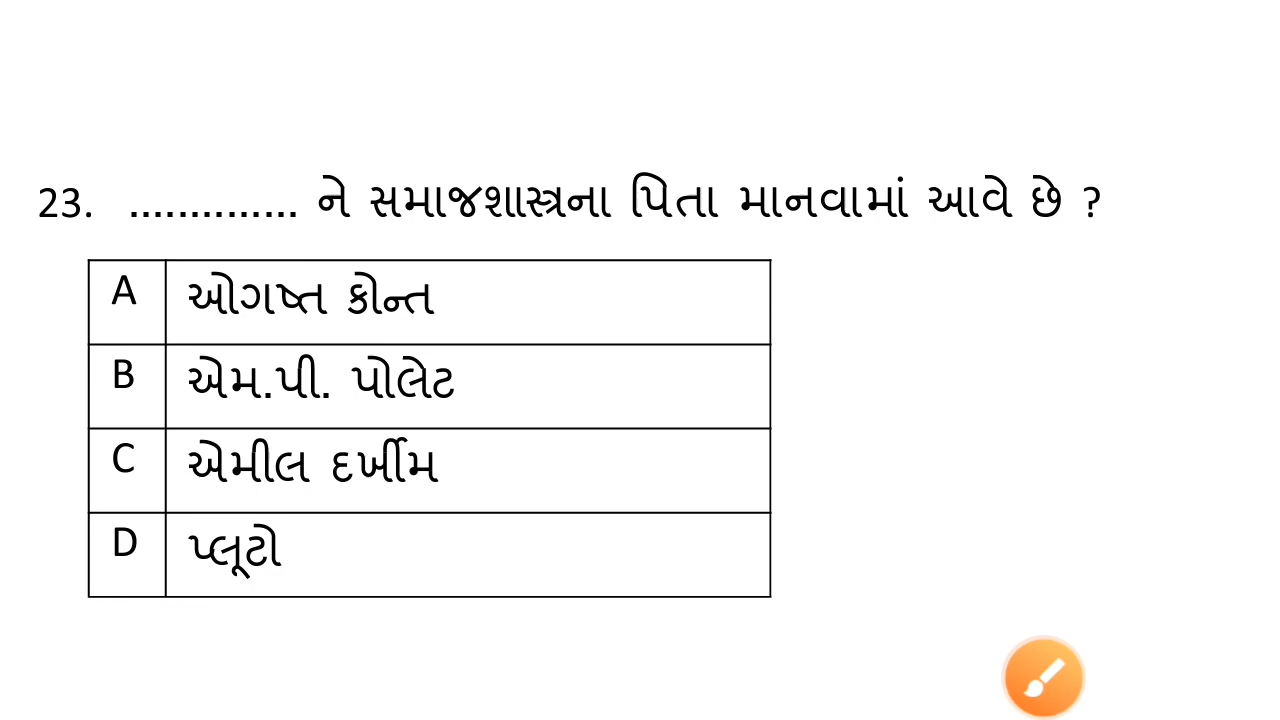 23. .............. ને સમાજશાસ્ત્રના પિતા માનવામાં આવે છે ?
A ઓગષ્ત કોન્ત
B એમ.પી. પોલેટ
C એમીલ દર્ખીમ
D પ્લૂટો